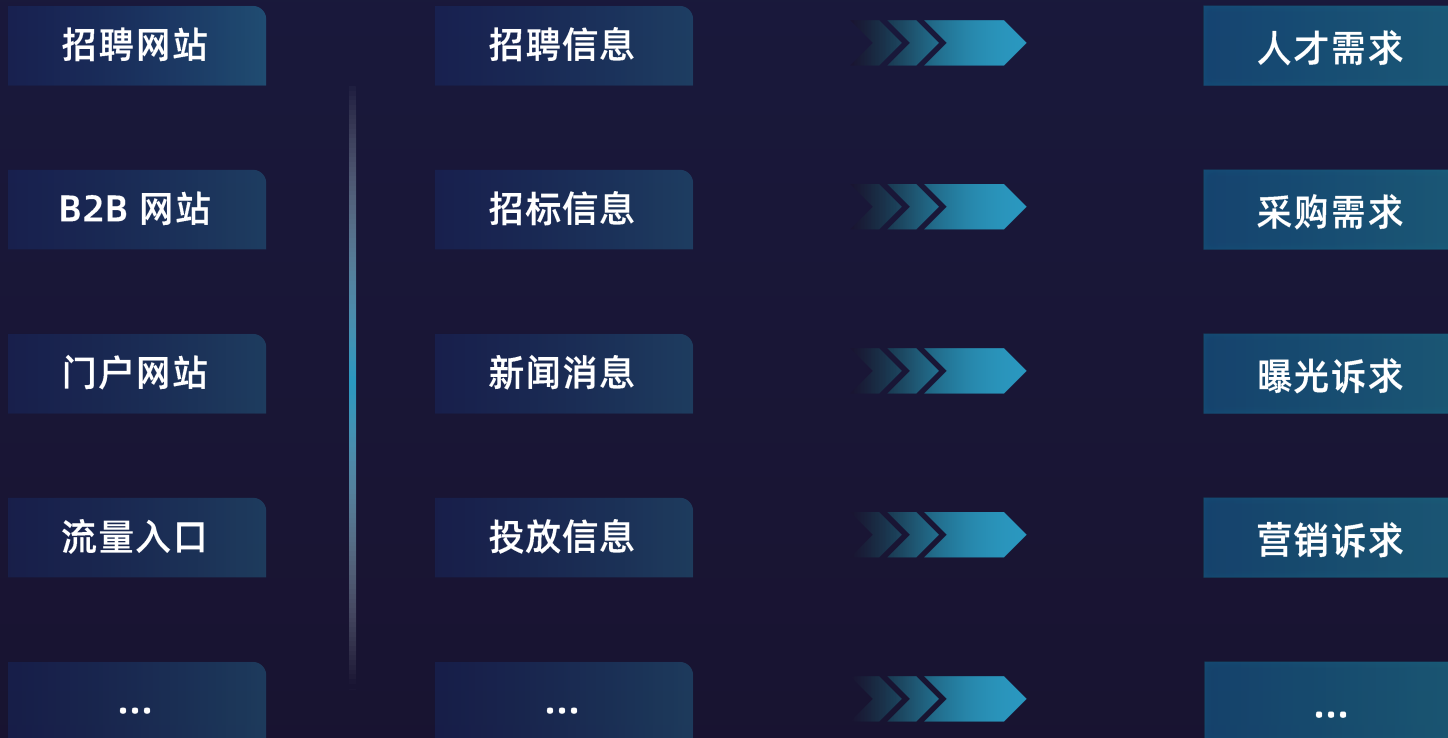 招聘网站
招聘信息
人才需求
B2B 网站
招标信息
采购需求
门户网站
新闻消息
曝光诉求
流量入口
投放信息
营销诉求
...
...
...